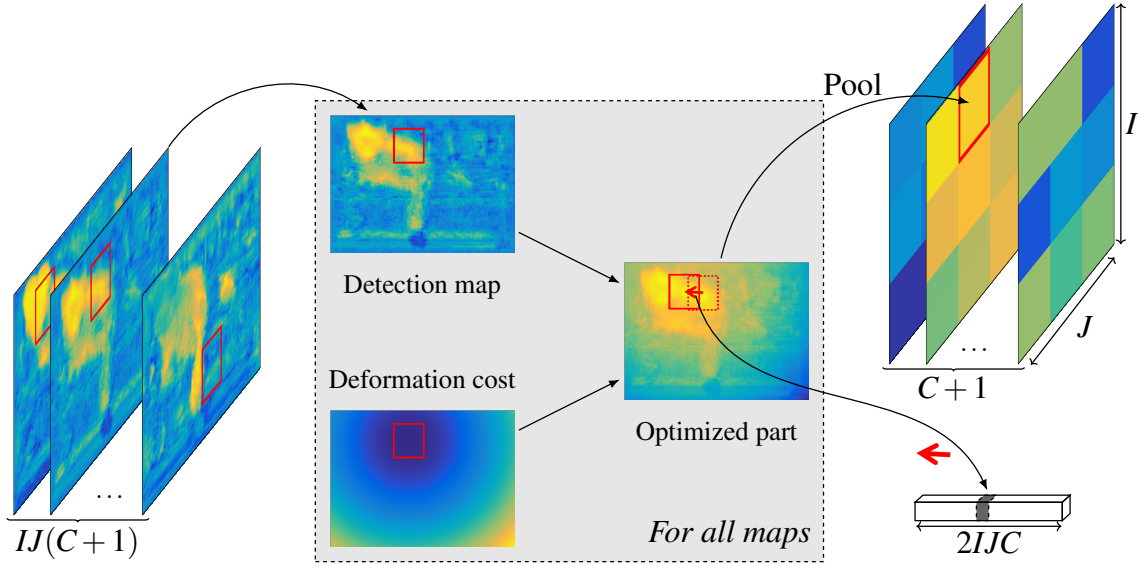 IJ(C+1)
...
Detection map
Deformation cost
Optimized part
For all maps
Pool
I
J
...
C+1
2IJC